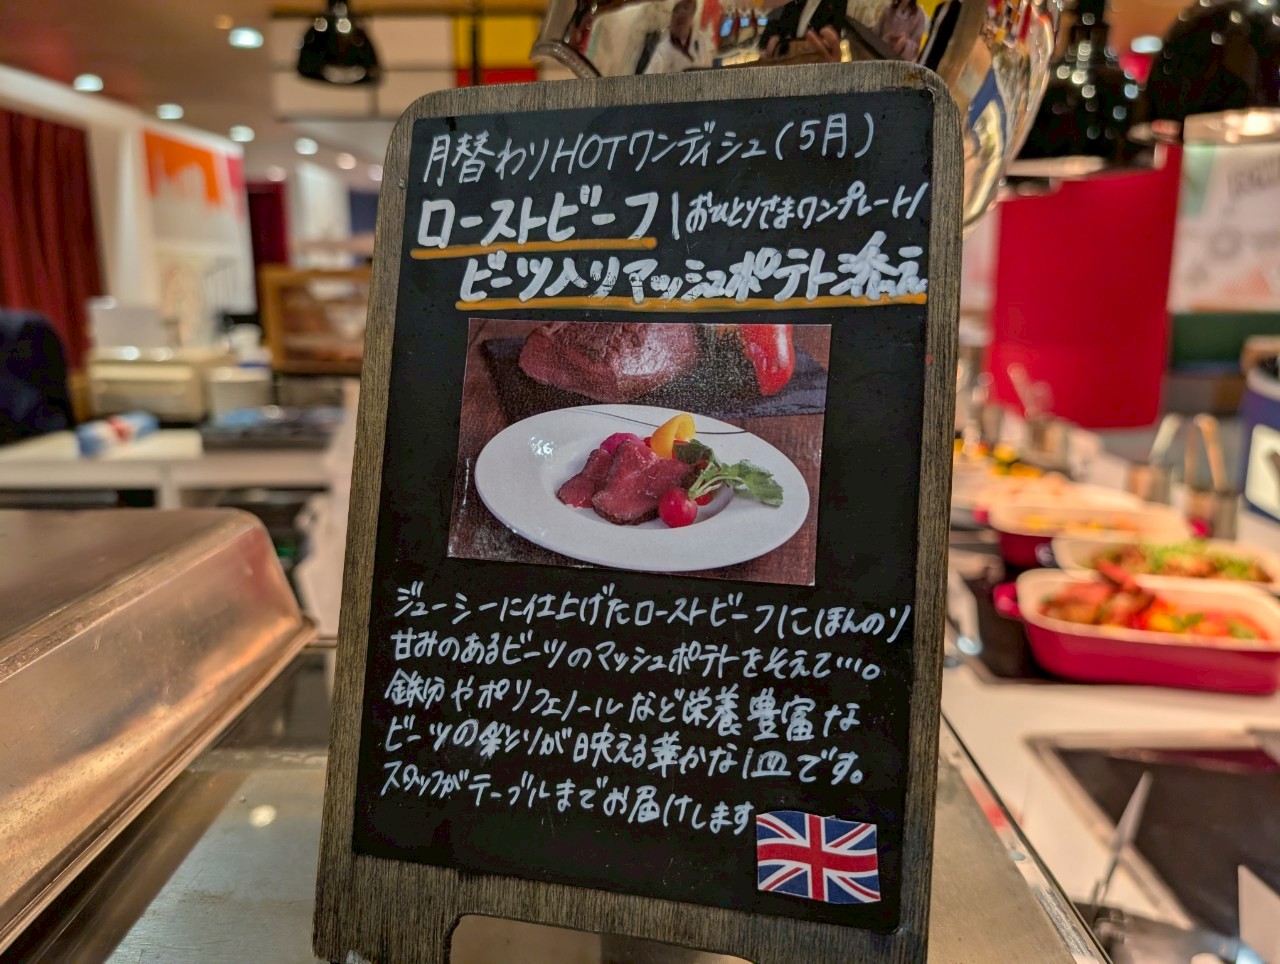 月替わりHOTワンディシュ(5月)
ローストビーフ |おひとりさまワンプレート|
ビーツ入りマッシュポテト添え
ジューシーに仕上げたローストビーフにほんのり
甘みのあるビーツのマッシュポテトをそえて…。
鉄分やポリフェノールなど栄養豊富な
ビーツの彩りが映える華かな1皿です。
スタッフがテーブルまでお届けします